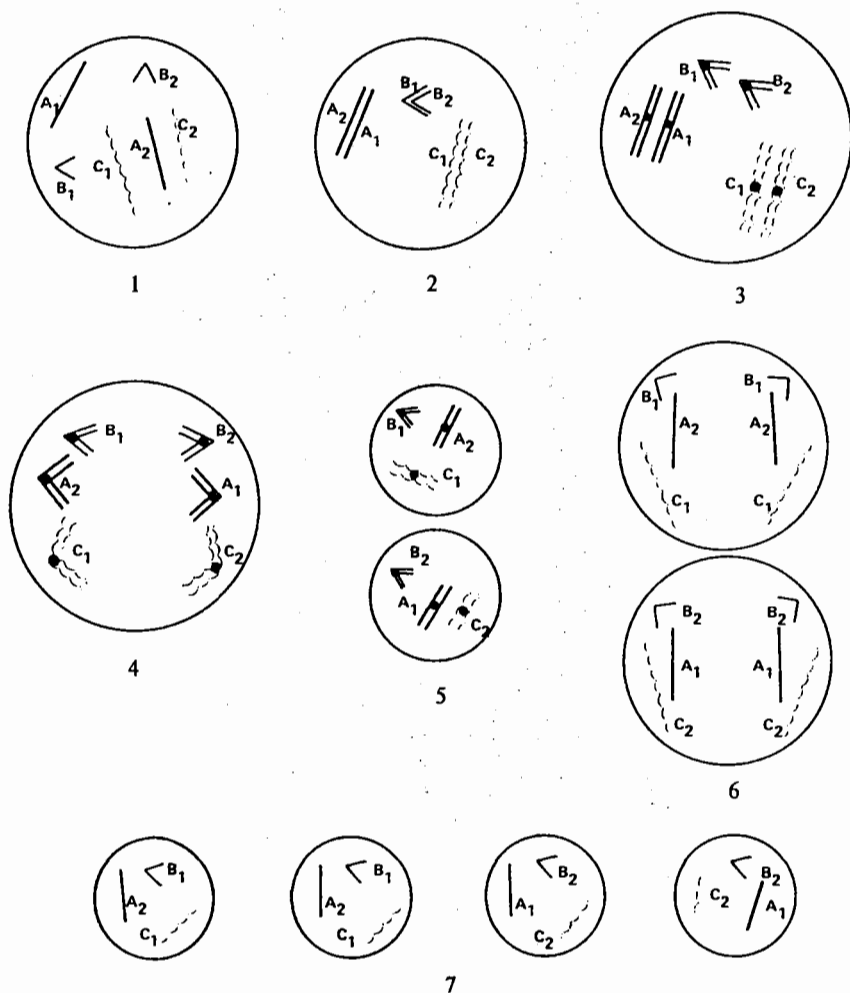 A₁ B₂
C₂
C₁ A₂
B₁
1
A₂ B₁ B₂
A₁
C₁ C₂
2
B₁ B₂
A₂ A₁
C₁ C₂
3
B₁ B₂
A₂ A₁
C₁ C₂
4
B₁ A₂
C₁
B₂
A₁ C₂
5
B₁ B₁
A₂ A₂
C₁ C₁
B₂ B₂
A₁ A₁
C₂ C₂
6
B₁ B₁ B₂ B₂
A₂ A₂ A₁ C₂ A₁
C₁ C₁ C₂
7